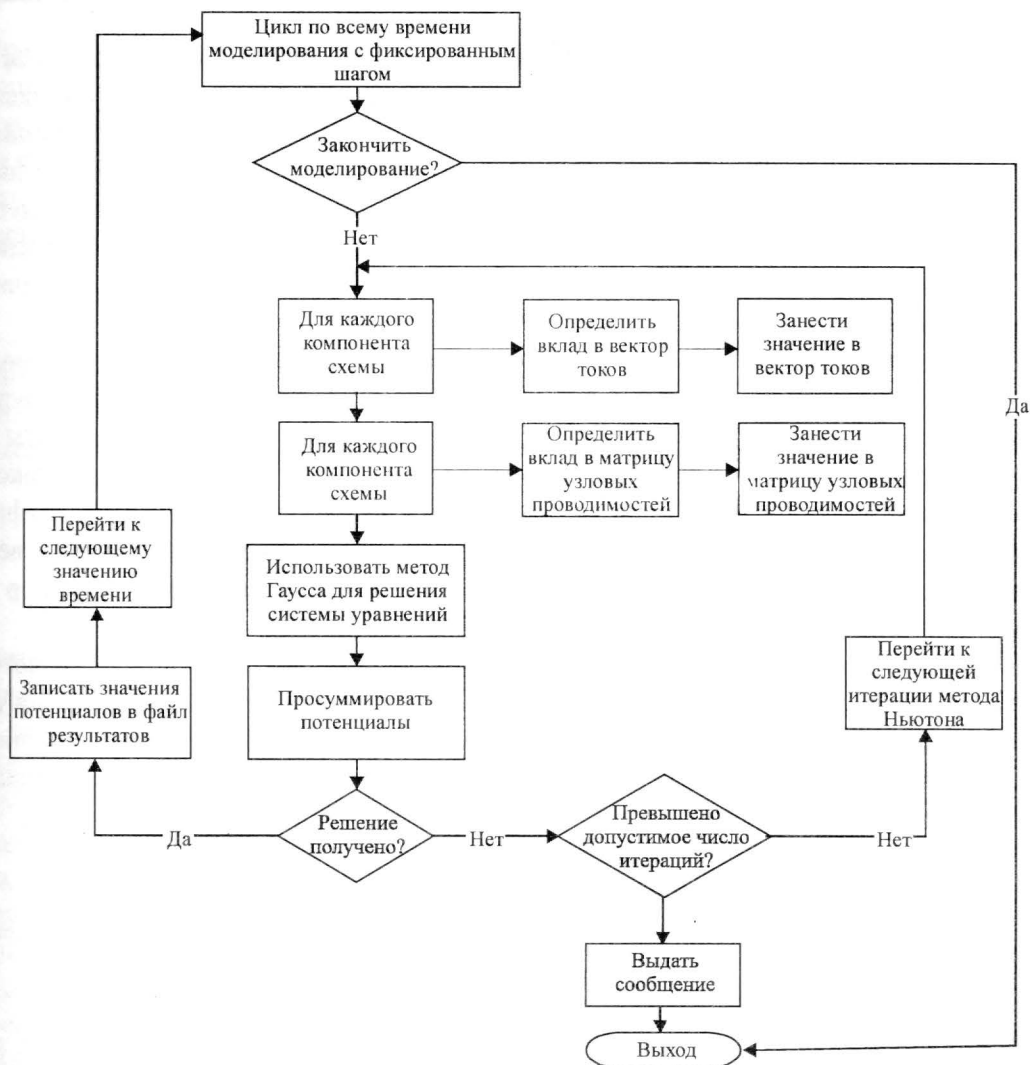 Цикл по всему времени
моделирования с фиксированным
шагом
Закончить
моделирование?
Нет
Для каждого
компонента
схемы
Определить
вклад в вектор
токов
Занести
значение в
вектор токов
Да
Для каждого
компонента
схемы
Определить
вклад в матрицу
узловых
проводимостей
Занести
значение в
матрицу узловых
проводимостей
Перейти к
следующему
значению
времени
Использовать метод
Гаусса для решения
системы уравнений
Записать значения
потенциалов в файл
результатов
Просуммировать
потенциалы
Перейти к
следующей
итерации метода
Ньютона
Да
Решение
получено?
Нет
Превышено
допустимое число
итераций?
Нет
Выдать
сообщение
Выход